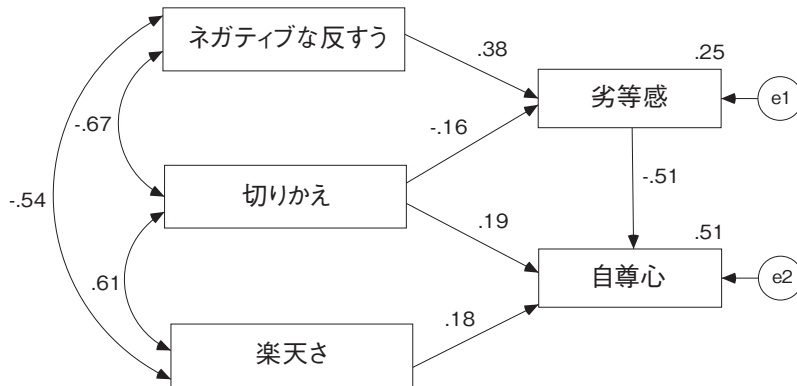 ネガティブな反すう
.38
.25
劣等感
e1
-.67
-.16
切りかえ
-.51
-.54
.19
.51
自尊心
e2
.61
.18
楽天さ